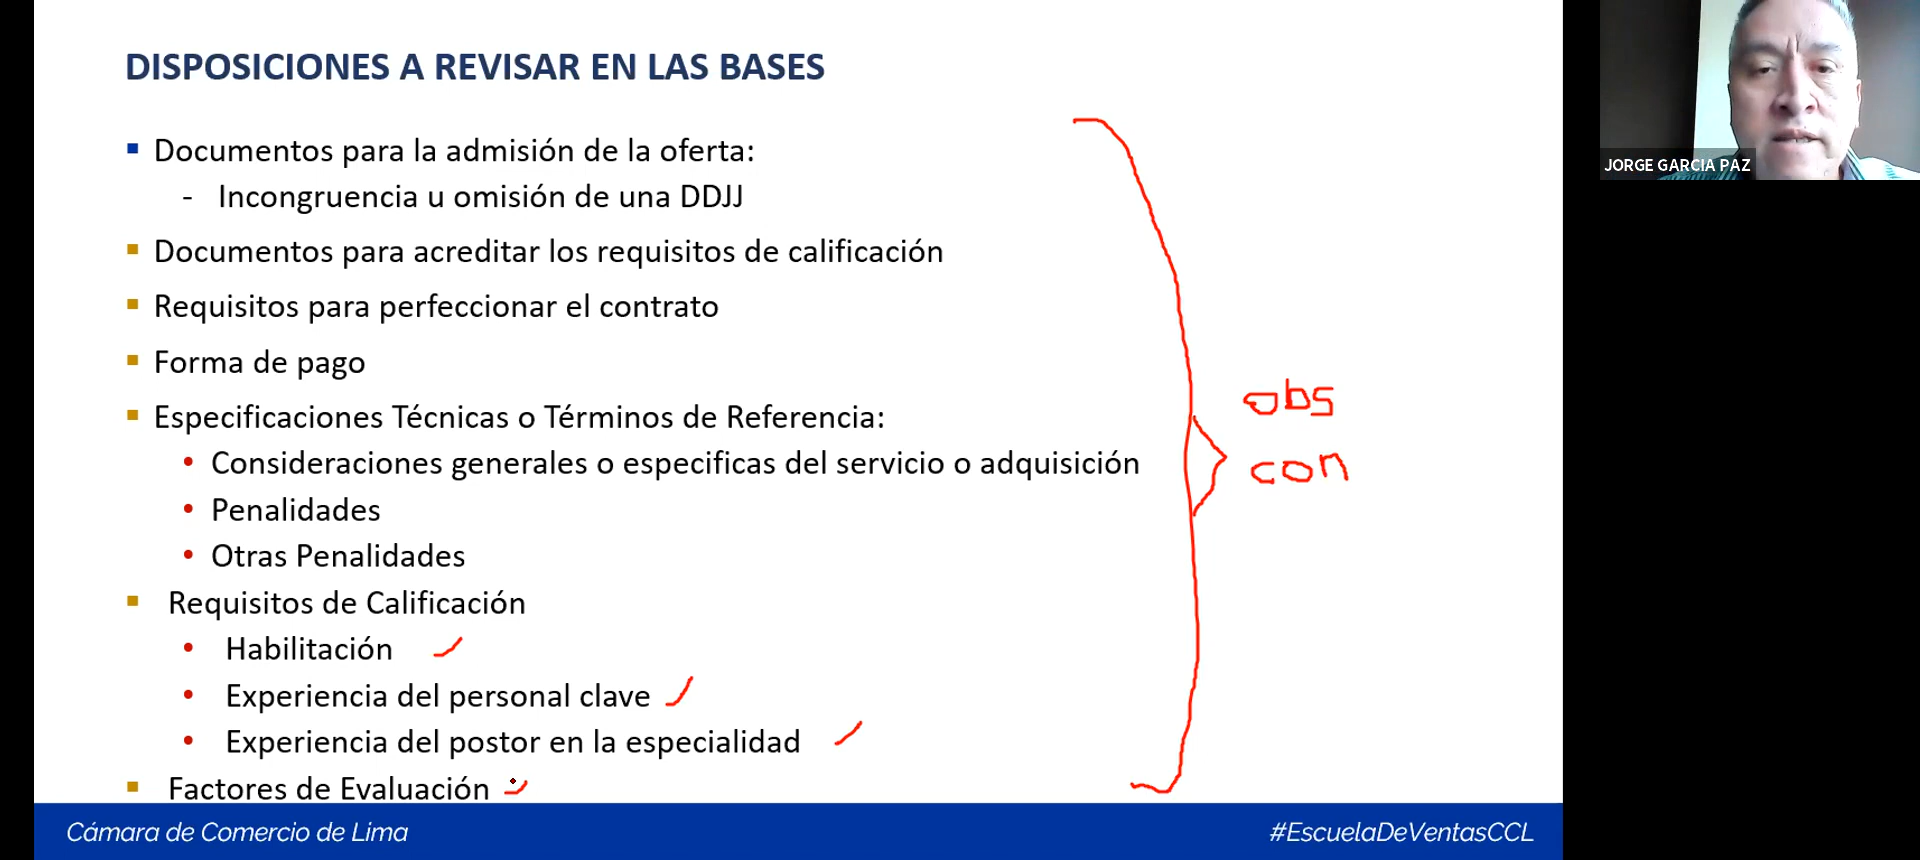 DISPOSICIONES A REVISAR EN LAS BASES
Documentos para la admisión de la oferta:
- Incongruencia u omisión de una DDJJ
Documentos para acreditar los requisitos de calificación
Requisitos para perfeccionar el contrato
Forma de pago
Especificaciones Técnicas o Términos de Referencia:
Consideraciones generales o especificas del servicio o adquisición
Penalidades
Otras Penalidades
Requisitos de Calificación
Habilitación
Experiencia del personal clave
Experiencia del postor en la especialidad
Factores de Evaluación
obs
con
Cámara de Comercio de Lima
#EscuelaDeVentasCCL
JORGE GARCIA PAZ